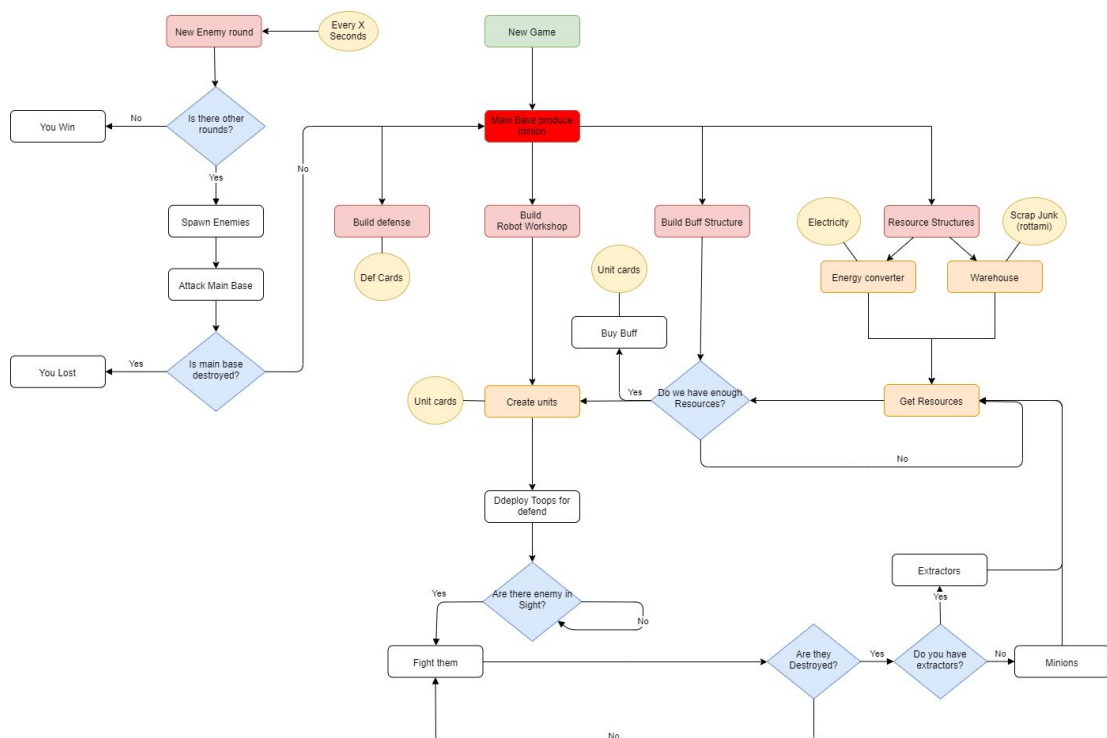 Every X
Seconds
New Enemy round
New Game
You Win
No
Is there other
rounds?
Main Base produce
minion
No
Yes
Spawn Enemies
Build defense
Build
Robot Workshop
Build Buff Structure
Electricity
Resource Structures
Scrap Junk
(rottami)
Def Cards
Unit cards
Energy converter
Warehouse
Attack Main Base
Buy Buff
You Lost
Yes
Is main base
destroyed?
Unit cards
Create units
Yes
Do we have enough
Resources?
Get Resources
No
Ddeploy Toops for
defend
Extractors
Yes
Are there enemy in
Sight?
No
Yes
Fight them
Are they
Destroyed?
Yes
Do you have
extractors?
No
Minions
No